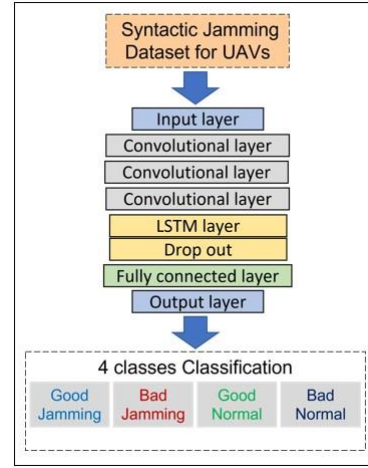 Syntactic Jamming
Dataset for UAVs
Input layer
Convolutional layer
Convolutional layer
Convolutional layer
LSTM layer
Drop out
Fully connected layer
Output layer
4 classes Classification
Good Bad Good Bad
Jamming Jamming Normal Normal